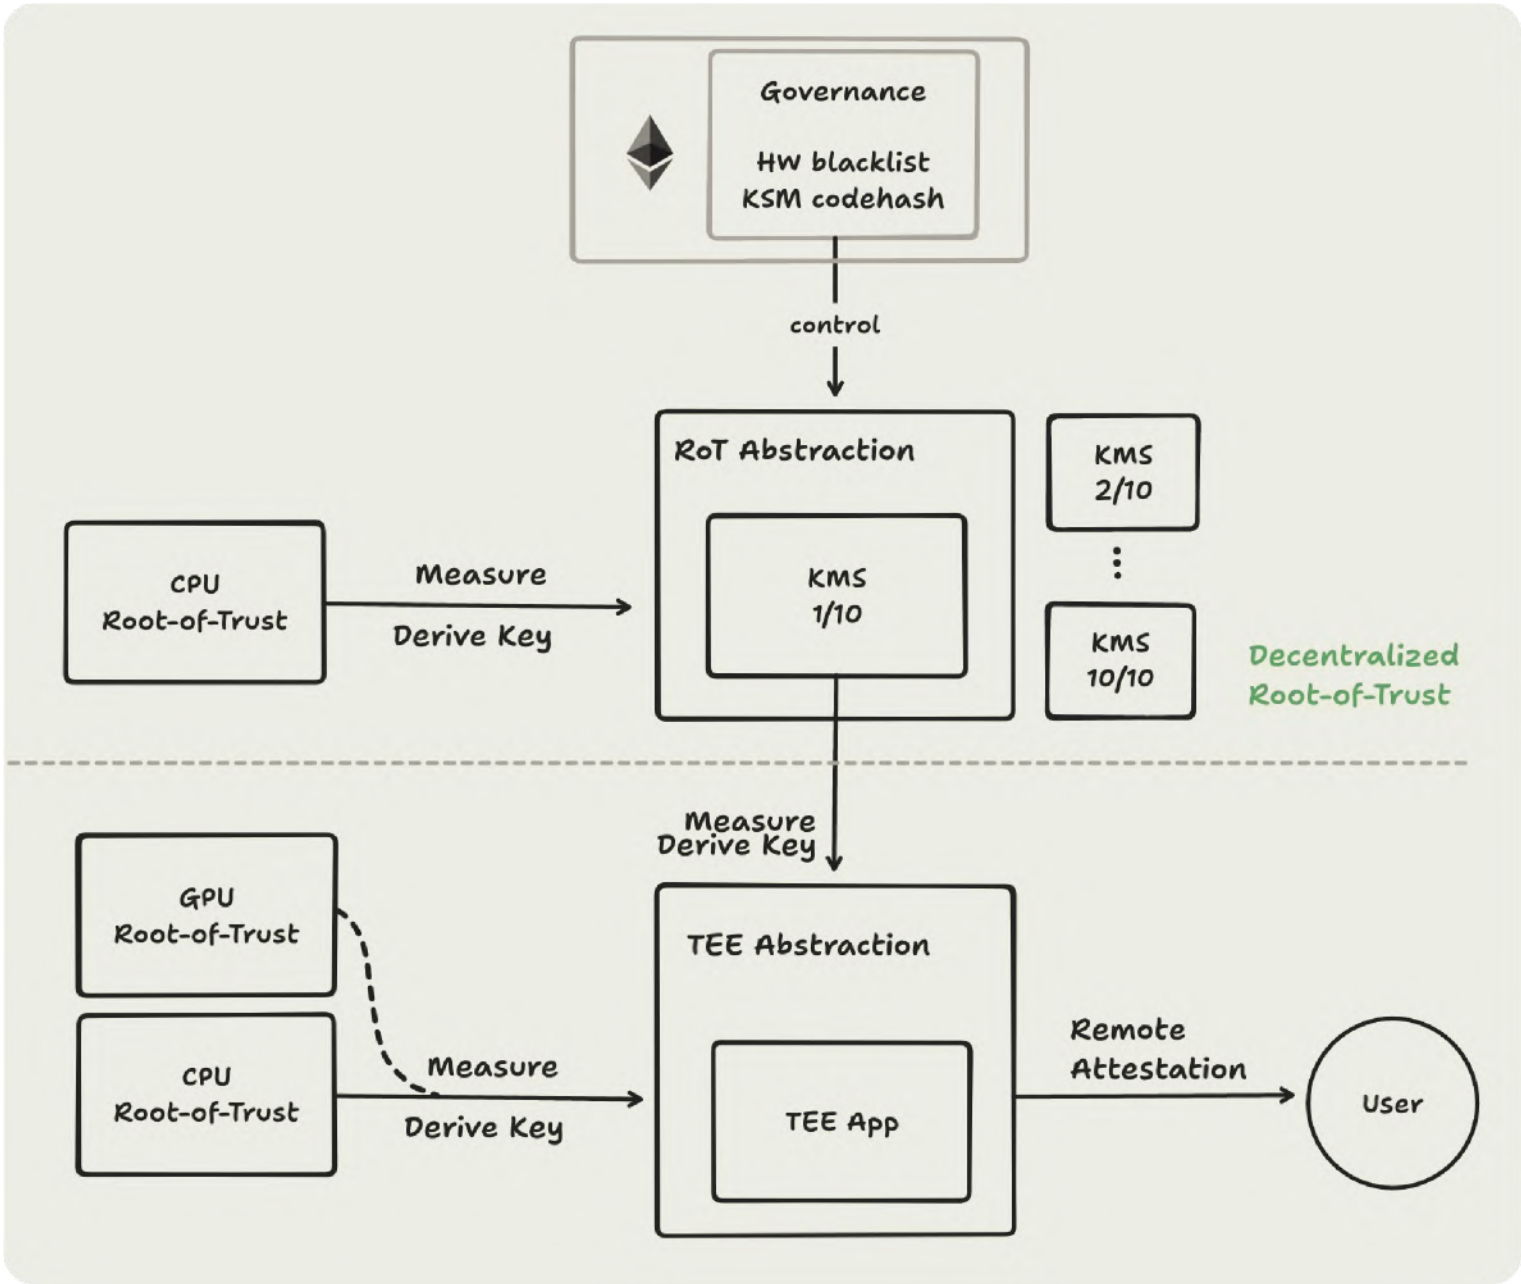 Governance
HW blacklist
KSM codehash
control
RoT Abstraction
KMS
1/10
KMS
2/10
KMS
10/10
Decentralized
Root-of-Trust
CPU
Root-of-Trust
Measure
Derive Key
Measure
Derive Key
GPU
Root-of-Trust
CPU
Root-of-Trust
Measure
Derive Key
TEE Abstraction
TEE App
Remote
Attestation
User